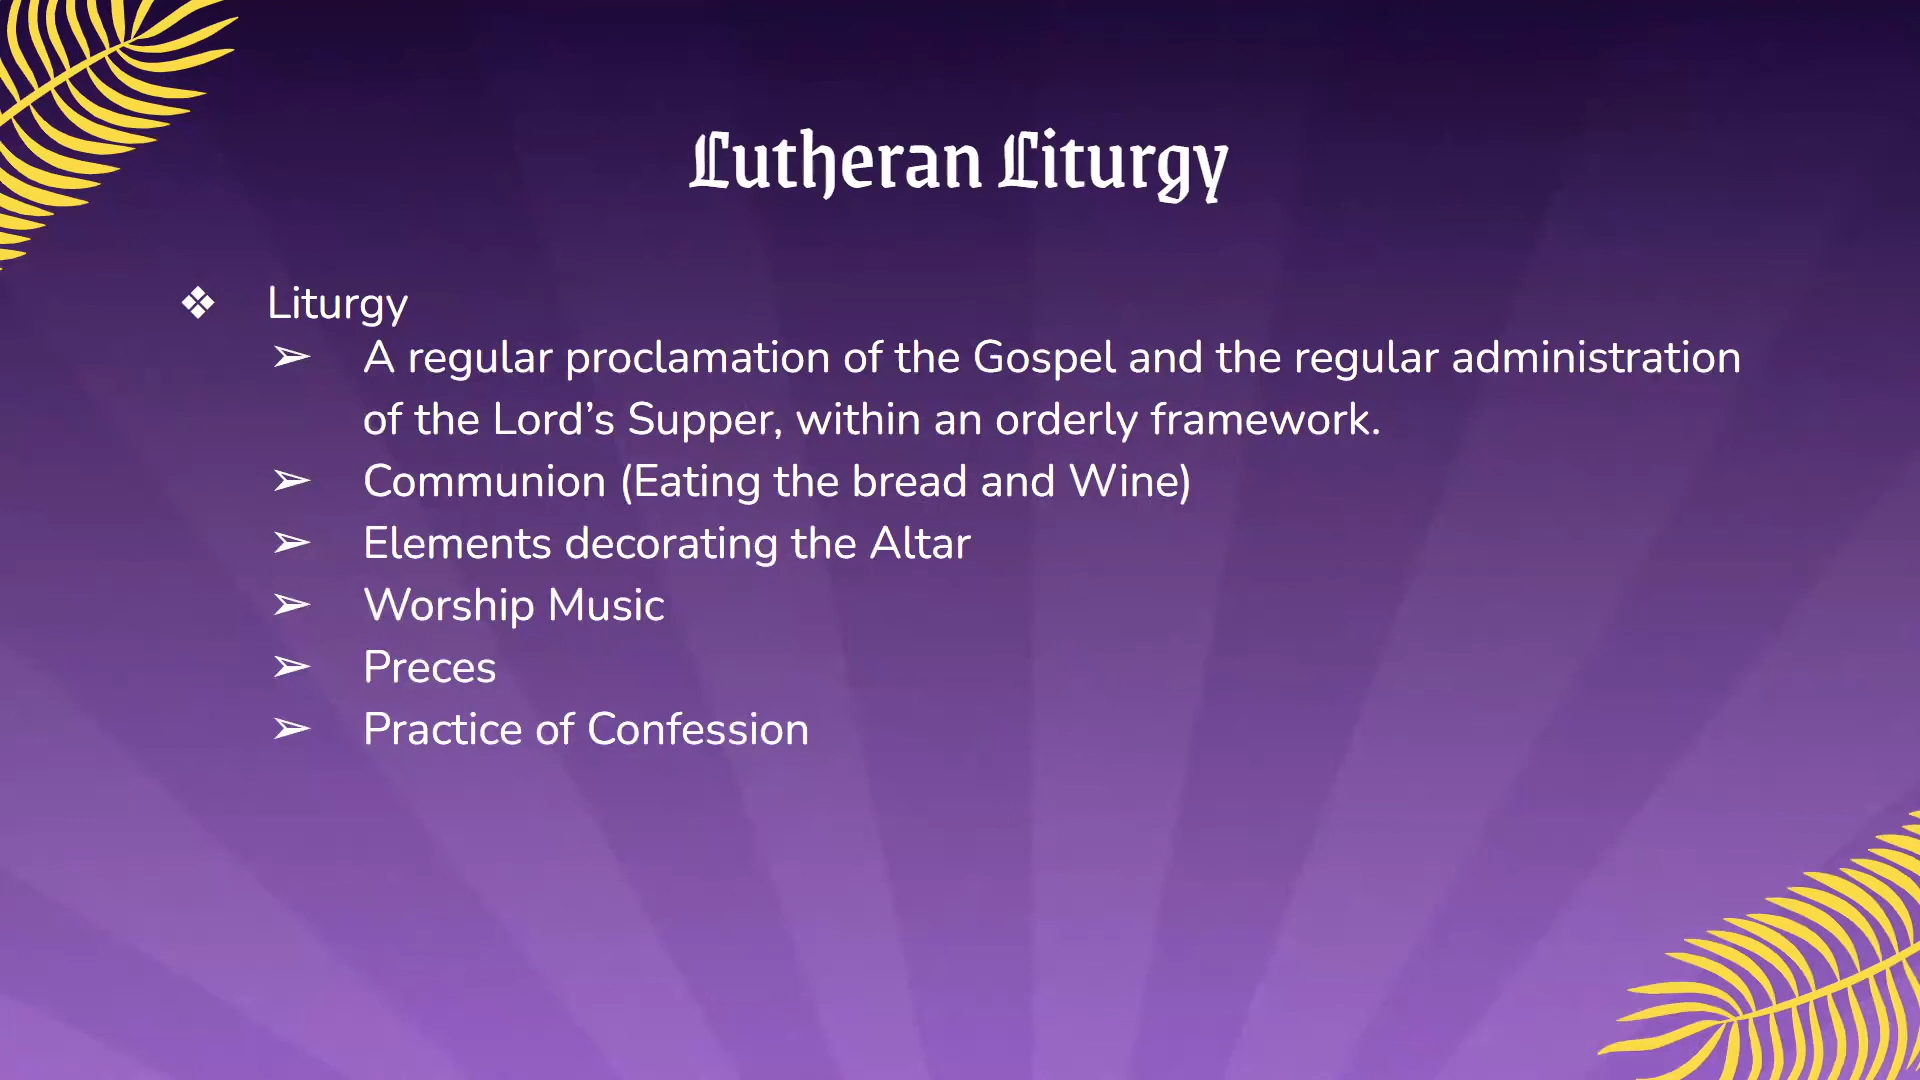 Lutheran Liturgy
❖ Liturgy
➢ A regular proclamation of the Gospel and the regular administration
of the Lord’s Supper, within an orderly framework.
➢ Communion (Eating the bread and Wine)
➢ Elements decorating the Altar
➢ Worship Music
➢ Preces
➢ Practice of Confession